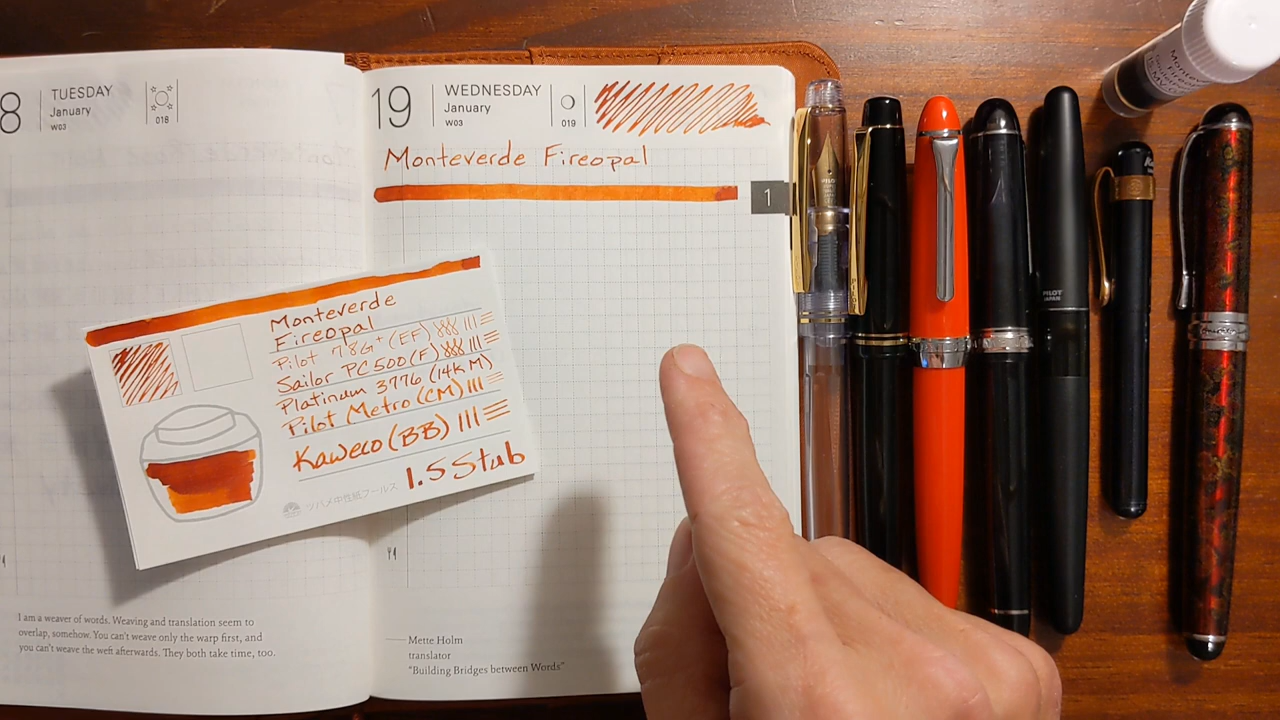 8
TUESDAY
January
W03
018
19
WEDNESDAY
January
W03
019
Monteverde Fireopal
1
Monteverde
Fireopal
Pilot 78G+ (EF)
Sailor PC500 (F)
Platinum 3776 (14K M)
Pilot Metro (CM)
Kaweco (BB)
1.5 Stub
ツバメ中性紙フールス
I am a weaver of words. Weaving and translation seem to
overlap, somehow. You can't weave only the warp first, and
you can't weave the weft afterwards. They both take time, too.
Mette Holm
translator
"Building Bridges between Words"
PILOT
JAPAN